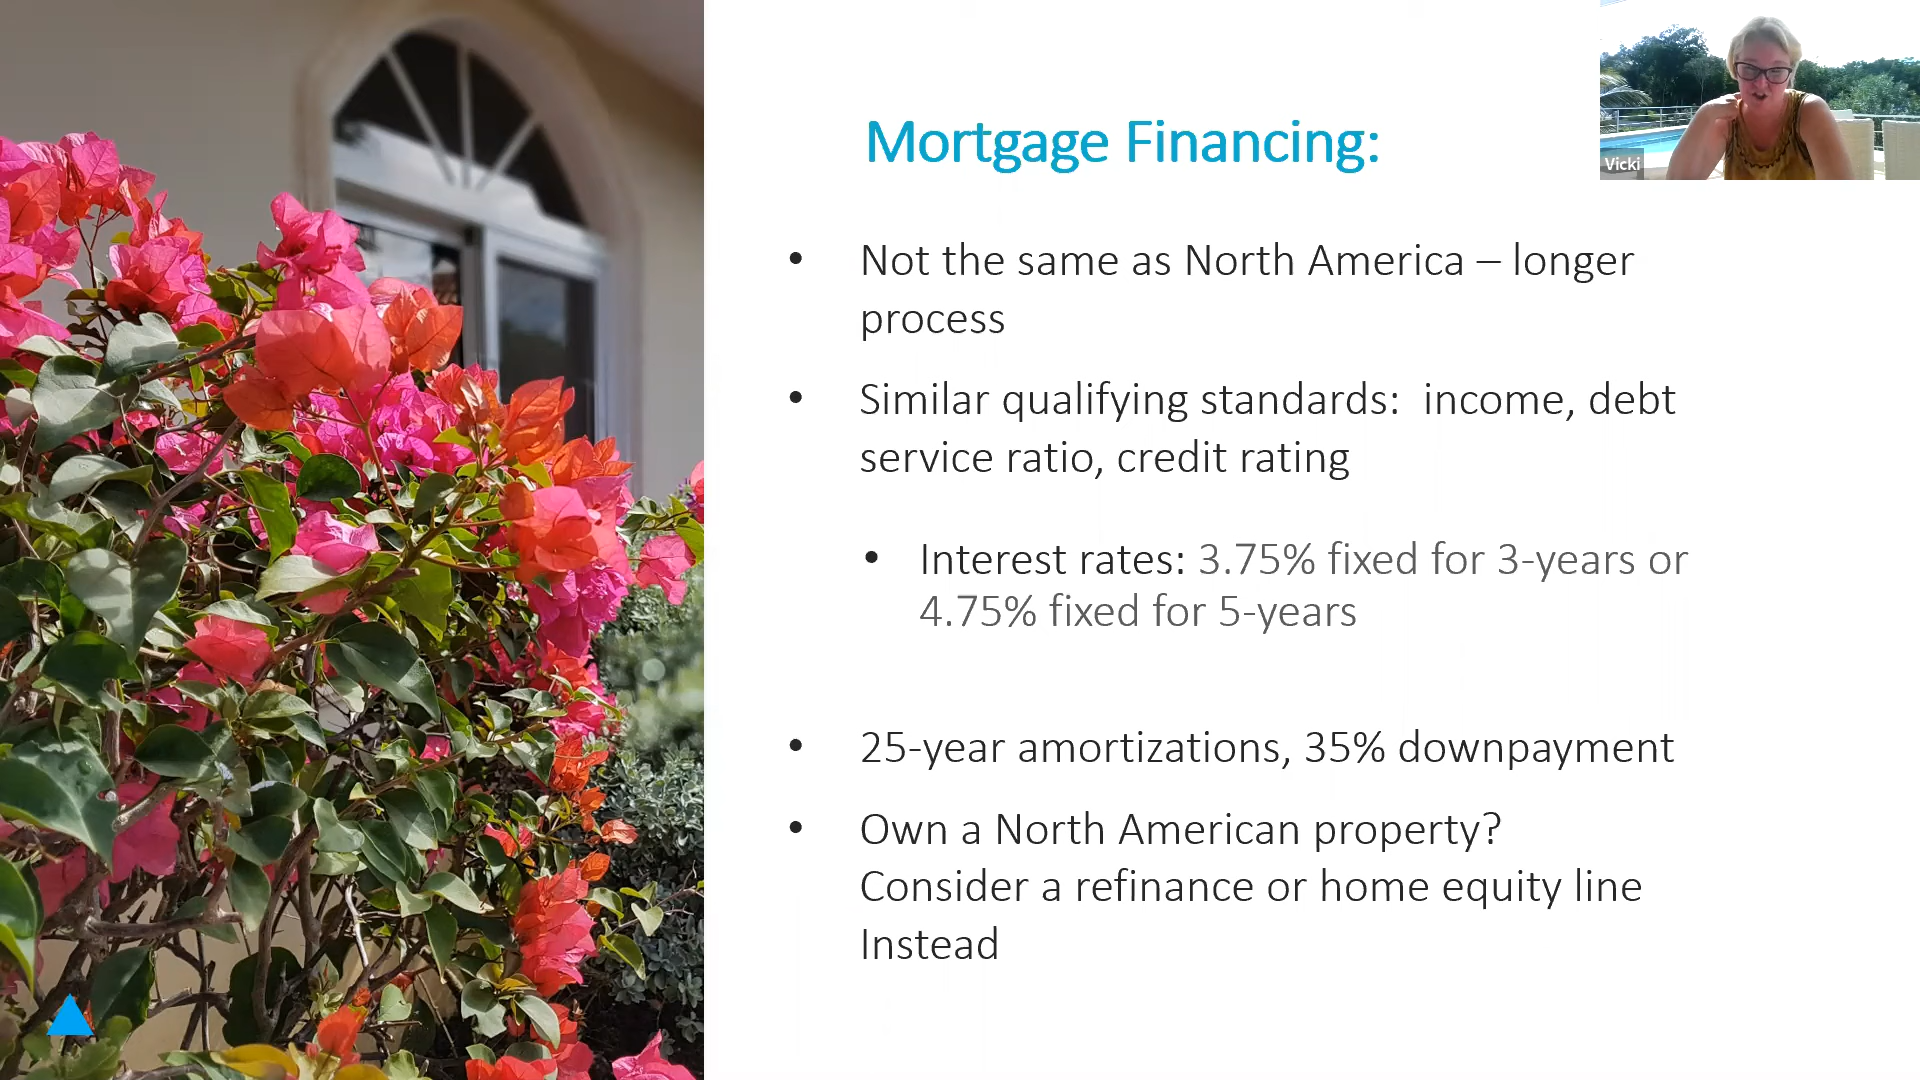 Mortgage Financing:
Vicki
• Not the same as North America – longer
process
• Similar qualifying standards:  income, debt
service ratio, credit rating
• Interest rates: 3.75% fixed for 3-years or
4.75% fixed for 5-years
• 25-year amortizations, 35% downpayment
• Own a North American property?
Consider a refinance or home equity line
Instead